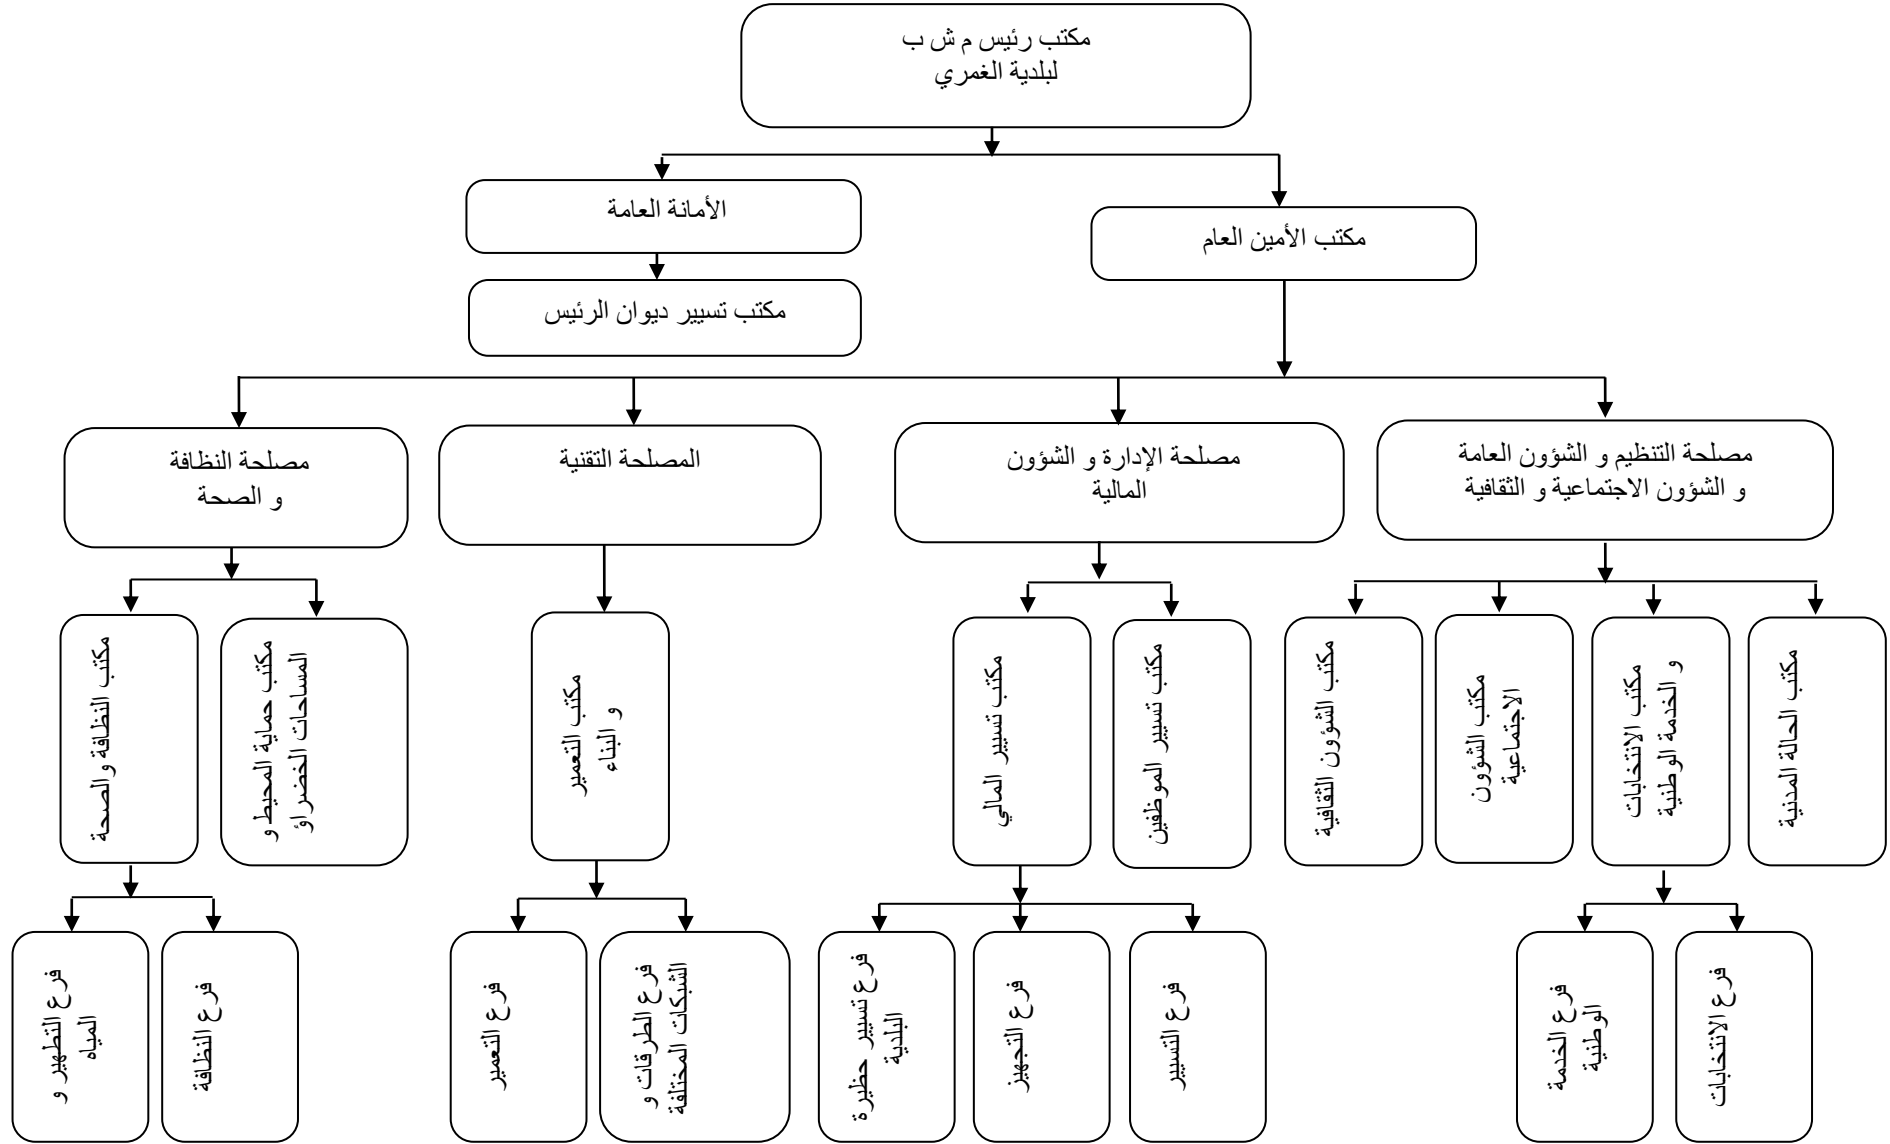 مكتب رئيس م ش ب
لبلدية الغمري
الأمانة العامة
مكتب الأمين العام
مكتب تسيير ديوان الرئيس
مصلحة التنظيم و الشؤون العامة
و الشؤون الاجتماعية و الثقافية
مصلحة الإدارة و الشؤون
المالية
المصلحة التقنية
مصلحة النظافة
و الصحة
مكتب الحالة المدنية
مكتب الانتخابات
و الخدمة الوطنية
مكتب الشؤون
الاجتماعية
مكتب الشؤون الثقافية
مكتب تسيير الموظفين
مكتب تسيير المالي
مكتب التعمير
و البناء
مكتب حماية المحيط و
المساحات الخضراؤ
مكتب النظافة و الصحة
فرع الانتخابات
فرع الخدمة
الوطنية
فرع التسيير
فرع التجهيز
فرع تسيير حظيرة
البلدية
فرع الطرقات و
الشبكات المختلفة
فرع التعمير
فرع النظافة
فرع التطهير و
المياه